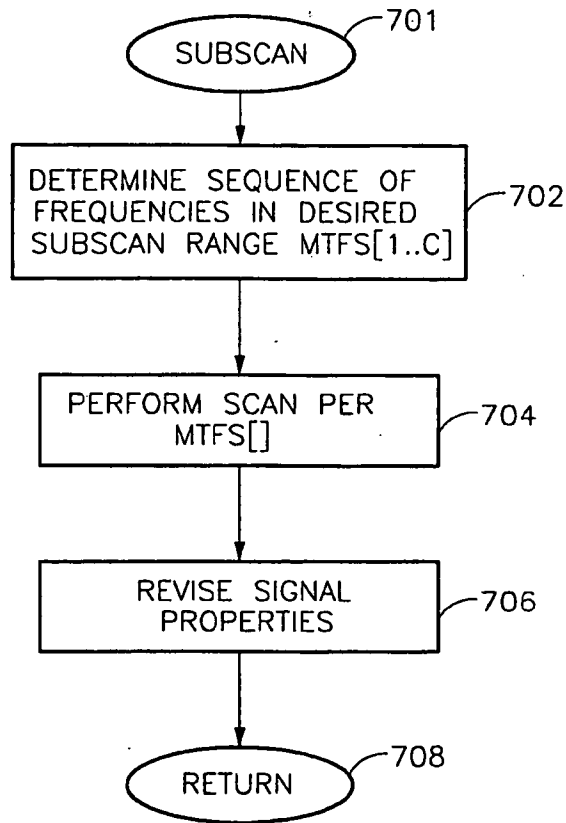 SUBSCAN
701
DETERMINE SEQUENCE OF
FREQUENCIES IN DESIRED
SUBSCAN RANGE MTFS[1..C]
702
PERFORM SCAN PER
MTFS[]
704
REVISE SIGNAL
PROPERTIES
706
RETURN
708